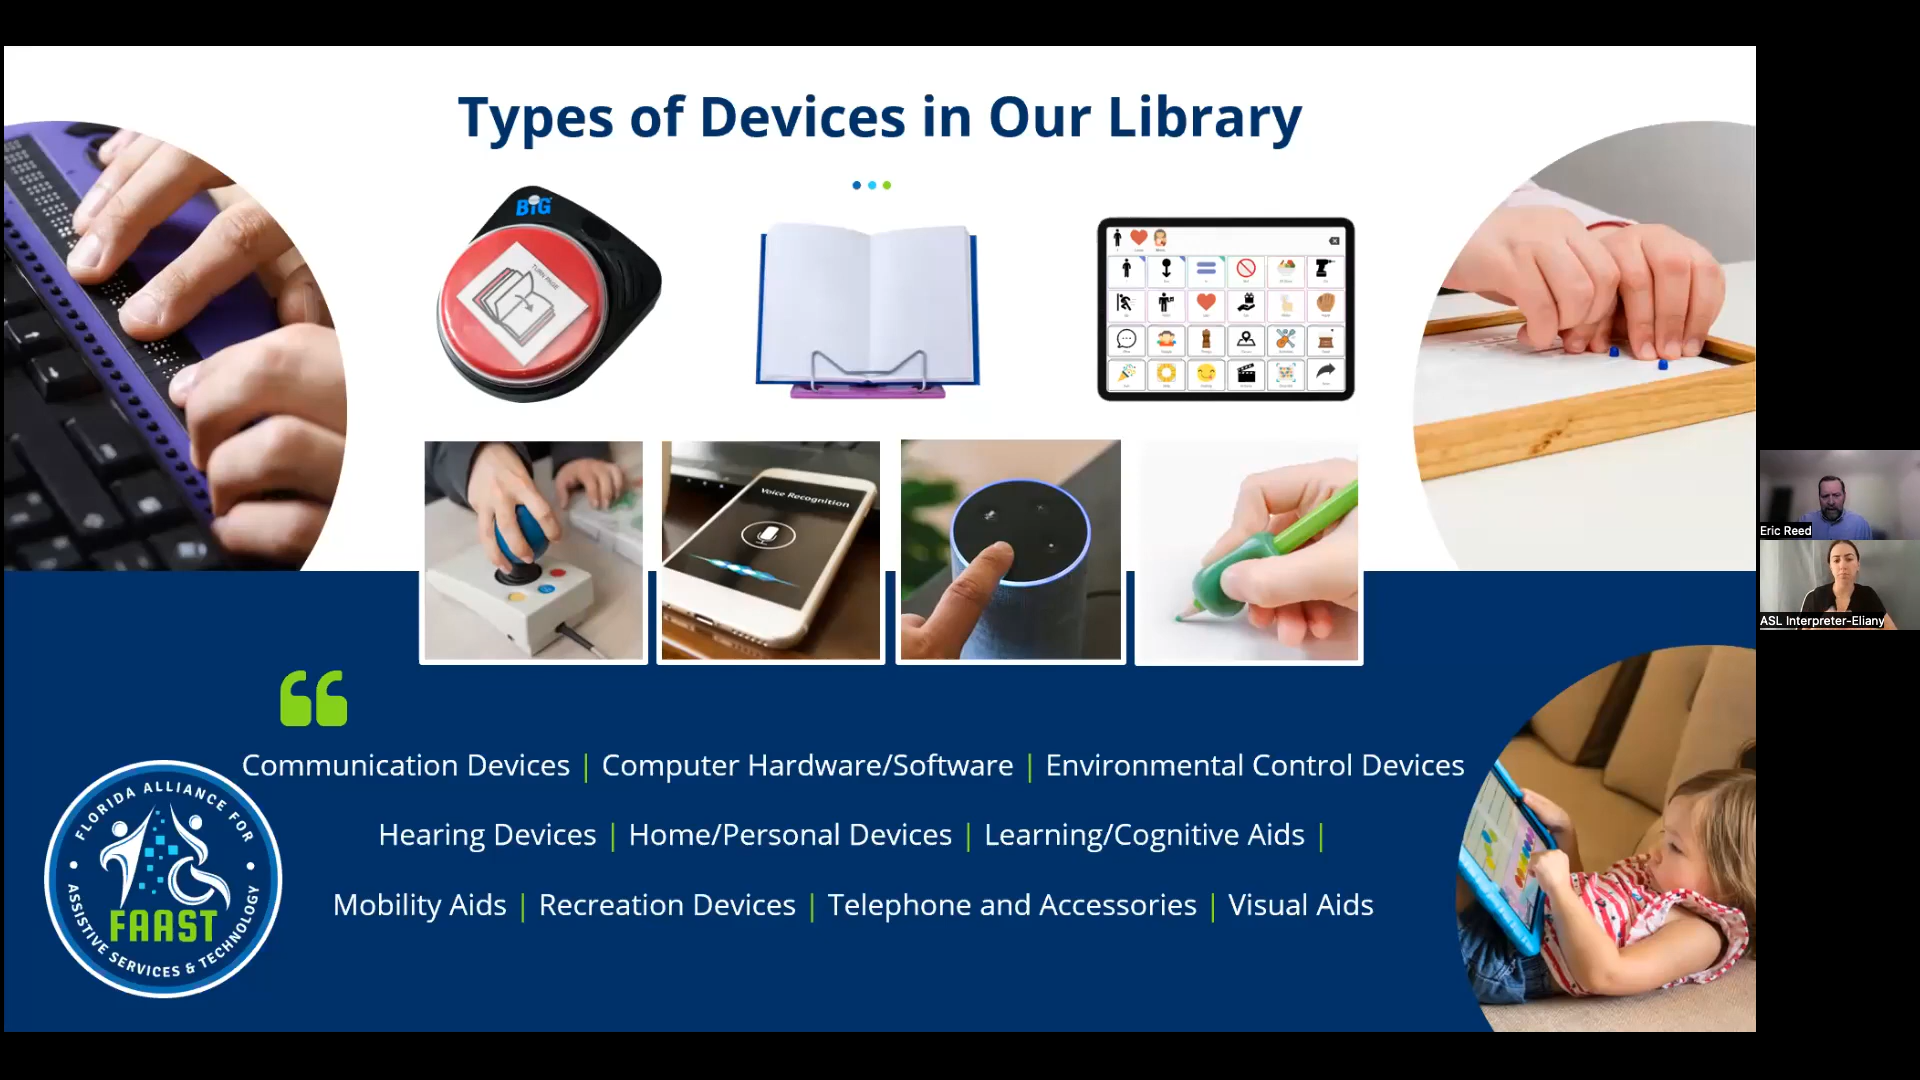 Types of Devices in Our Library
BIG
TURN PAGE
Voice Recognition
Eric Reed
ASL Interpreter-Eliany
Communication Devices | Computer Hardware/Software | Environmental Control Devices
Hearing Devices | Home/Personal Devices | Learning/Cognitive Aids |
Mobility Aids | Recreation Devices | Telephone and Accessories | Visual Aids
FLORIDA ALLIANCE FOR
ASSISTIVE SERVICES & TECHNOLOGY
FAAST